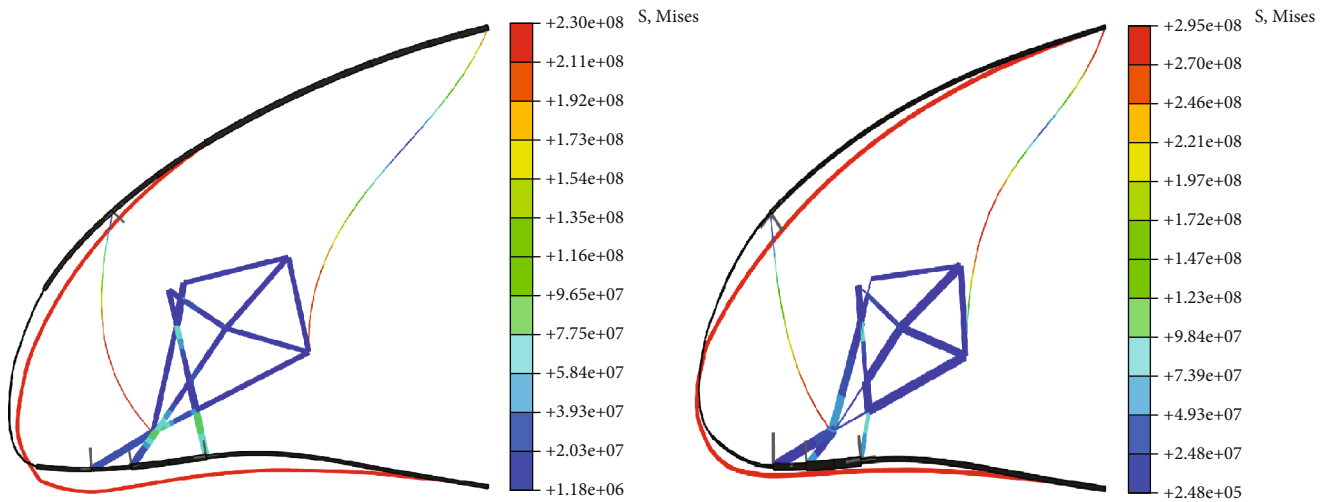 S, Mises
+2.30e+08
+2.11e+08
+1.92e+08
+1.73e+08
+1.54e+08
+1.35e+08
+1.16e+08
+9.65e+07
+7.75e+07
+5.84e+07
+3.93e+07
+2.03e+07
+1.18e+06
S, Mises
+2.95e+08
+2.70e+08
+2.46e+08
+2.21e+08
+1.97e+08
+1.72e+08
+1.47e+08
+1.23e+08
+9.84e+07
+7.39e+07
+4.93e+07
+2.48e+07
+2.48e+05